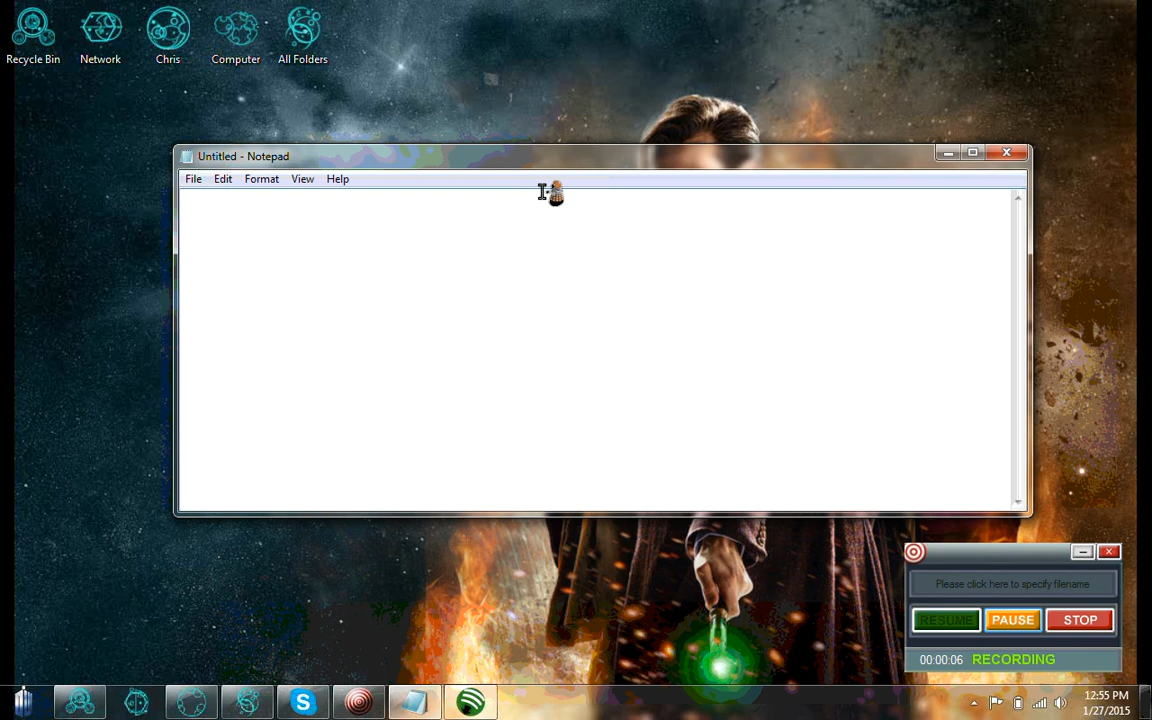 Recycle Bin
Network
Chris
Computer
All Folders
Untitled - Notepad
File Edit Format View Help
Please click here to specify filename
RESUME PAUSE STOP
00:00:06 RECORDING
12:55 PM
1/27/2015